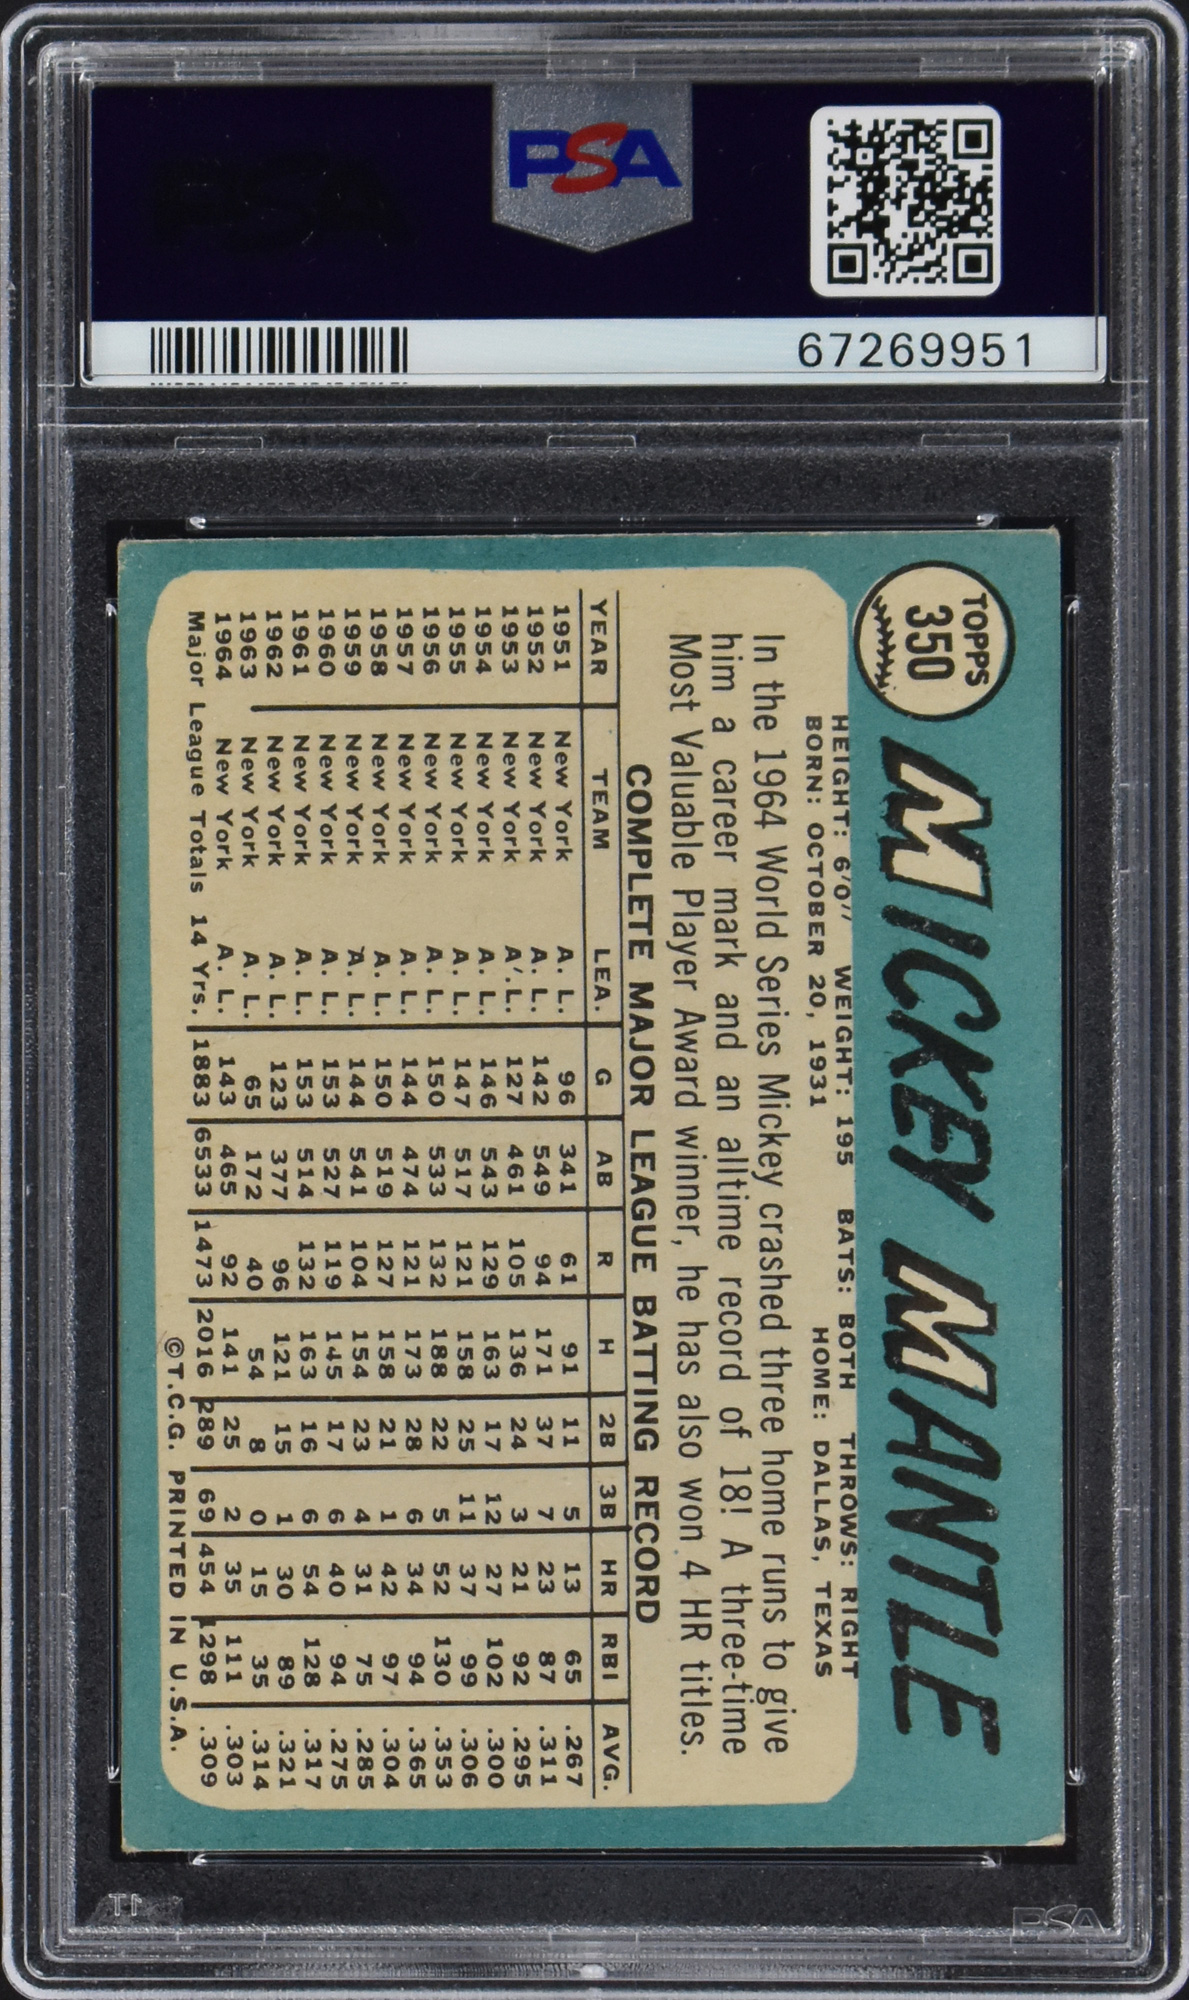 PSA
67269951
TOPPS
350
MICKEY MANTLE
HEIGHT: 6'0" WEIGHT: 195 BATS: BOTH THROWS: RIGHT
BORN: OCTOBER 20, 1931 HOME: DALLAS, TEXAS
In the 1964 World Series Mickey crashed three home runs to give
him a career mark and an alltime record of 18! A three-time
Most Valuable Player Award winner, he has also won 4 HR titles.
COMPLETE MAJOR LEAGUE BATTING RECORD
YEAR TEAM LEA. G AB R H 2B 3B HR RBI AVG.
1951 New York A. L. 96 341 61 91 11 5 13 65 .267
1952 New York A. L. 142 549 94 171 37 7 23 87 .311
1953 New York A. L. 127 461 105 136 24 3 21 92 .295
1954 New York A. L. 146 543 129 163 17 12 27 102 .300
1955 New York A. L. 147 517 121 158 25 11 37 99 .306
1956 New York A. L. 150 533 132 188 22 5 52 130 .353
1957 New York A. L. 144 474 121 173 28 6 34 94 .365
1958 New York A. L. 150 519 127 158 21 1 42 97 .304
1959 New York A. L. 144 541 104 154 23 4 31 75 .285
1960 New York A. L. 153 527 119 145 17 6 40 94 .275
1961 New York A. L. 153 514 132 163 16 6 54 128 .317
1962 New York A. L. 123 377 96 121 15 1 30 89 .321
1963 New York A. L. 65 172 40 54 8 0 15 35 .314
1964 New York A. L. 143 465 92 141 25 2 35 111 .303
Major League Totals 14 Yrs. 1883 6533 1473 2016 289 69 454 1298 .309
©T.C.G. PRINTED IN U.S.A.
PSA